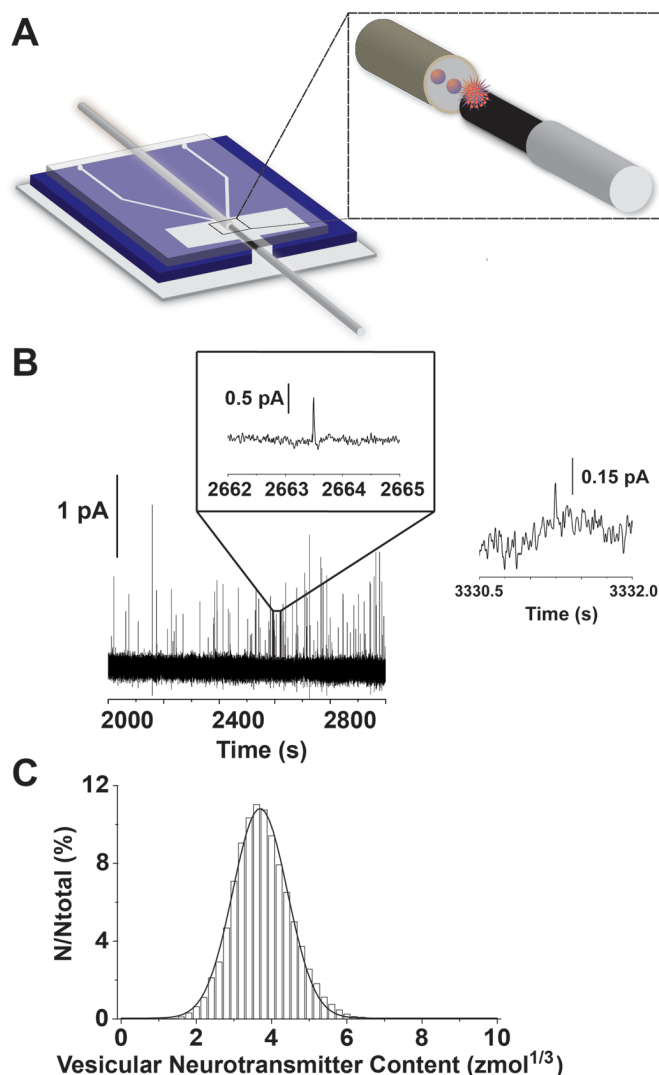 A
B
0.5 pA
2662 2663 2664 2665
1 pA
0.15 pA
3330.5 3332.0
Time (s)
2000 2400 2800
Time (s)
C
12
8
4
0
N/Ntotal (%)
0 2 4 6 8 10
Vesicular Neurotransmitter Content (zmol1/3)